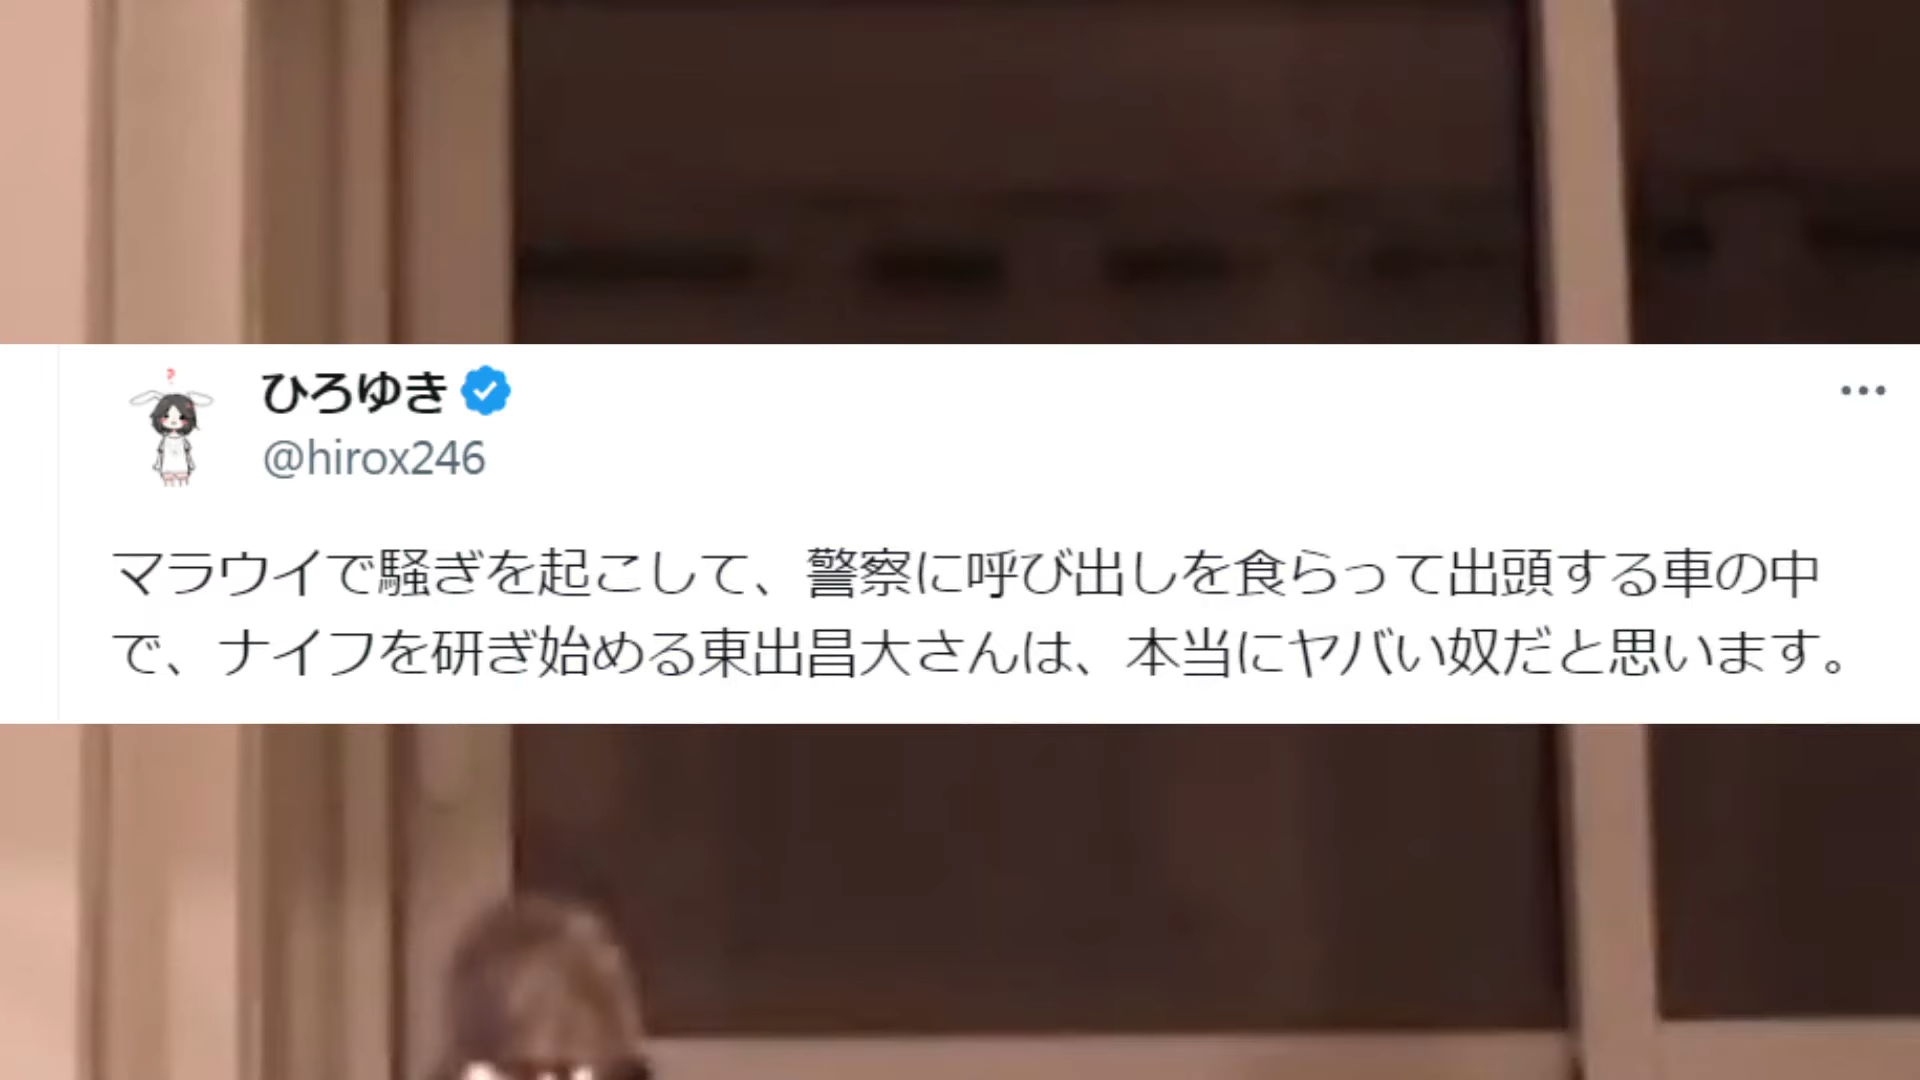 ひろゆき
@hirox246
マラウイで騒ぎを起こして、警察に呼び出しを食らって出頭する車の中
で、ナイフを研ぎ始める東出昌大さんは、本当にヤバい奴だと思います。